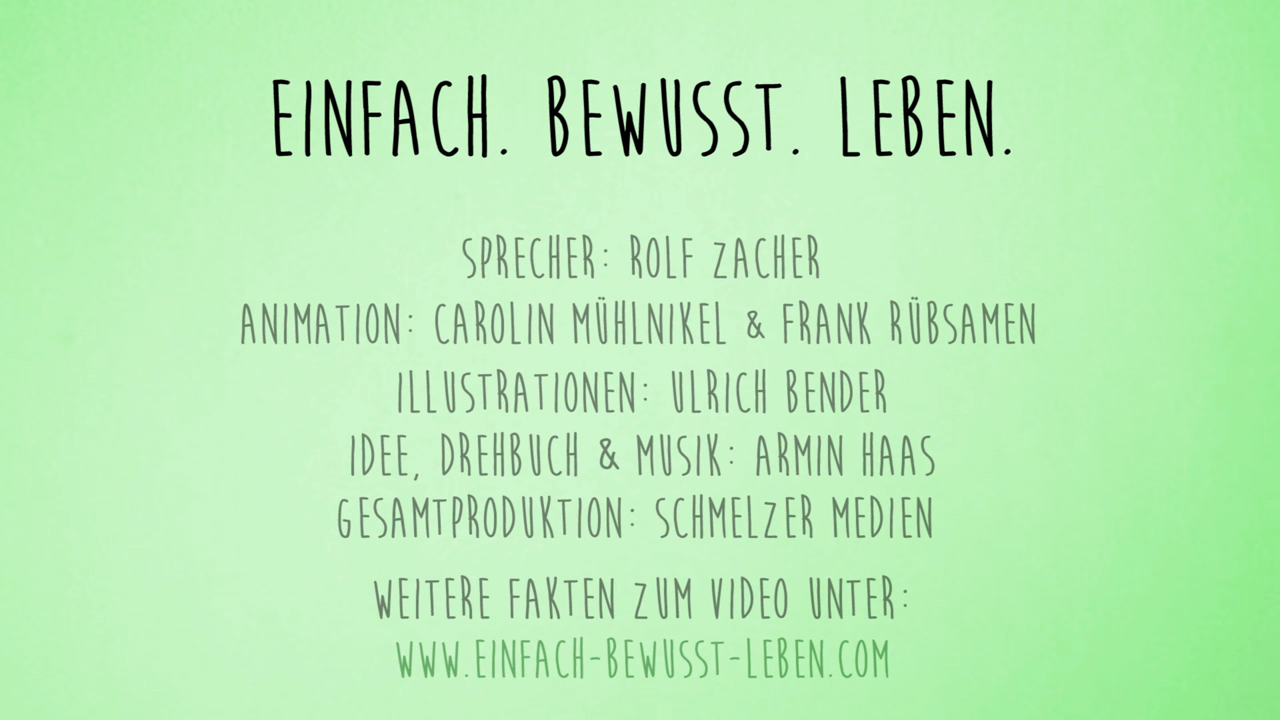 EINFACH. BEWUSST. LEBEN.
SPRECHER: ROLF ZACHER
ANIMATION: CAROLIN MÜHLNIKEL & FRANK RÜBSAMEN
ILLUSTRATIONEN: ULRICH BENDER
IDEE, DREHBUCH & MUSIK: ARMIN HAAS
GESAMTPRODUKTION: SCHMELZER MEDIEN
WEITERE FAKTEN ZUM VIDEO UNTER:
WWW.EINFACH-BEWUSST-LEBEN.COM